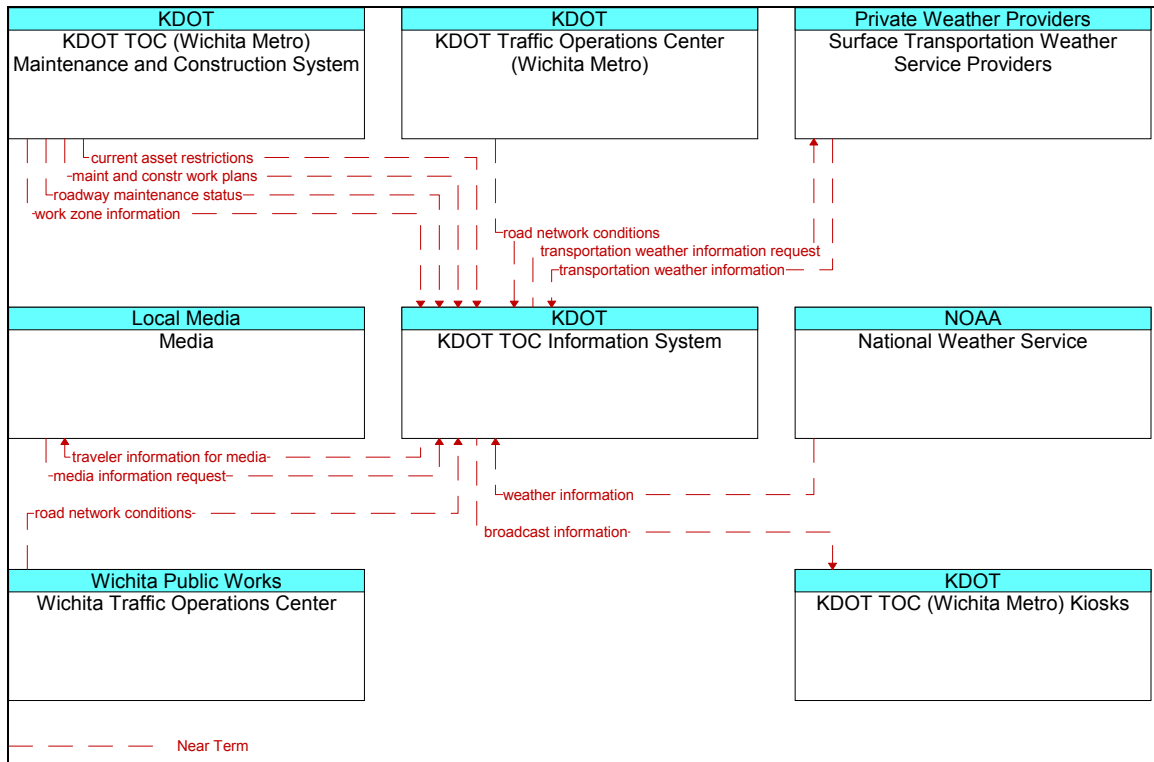 KDOT
KDOT TOC (Wichita Metro)
Maintenance and Construction System
KDOT
KDOT Traffic Operations Center
(Wichita Metro)
Private Weather Providers
Surface Transportation Weather
Service Providers
current asset restrictions
maint and constr work plans
roadway maintenance status
work zone information
road network conditions
transportation weather information request
transportation weather information
Local Media
Media
KDOT
KDOT TOC Information System
NOAA
National Weather Service
traveler information for media
media information request
road network conditions
weather information
broadcast information
Wichita Public Works
Wichita Traffic Operations Center
KDOT
KDOT TOC (Wichita Metro) Kiosks
Near Term